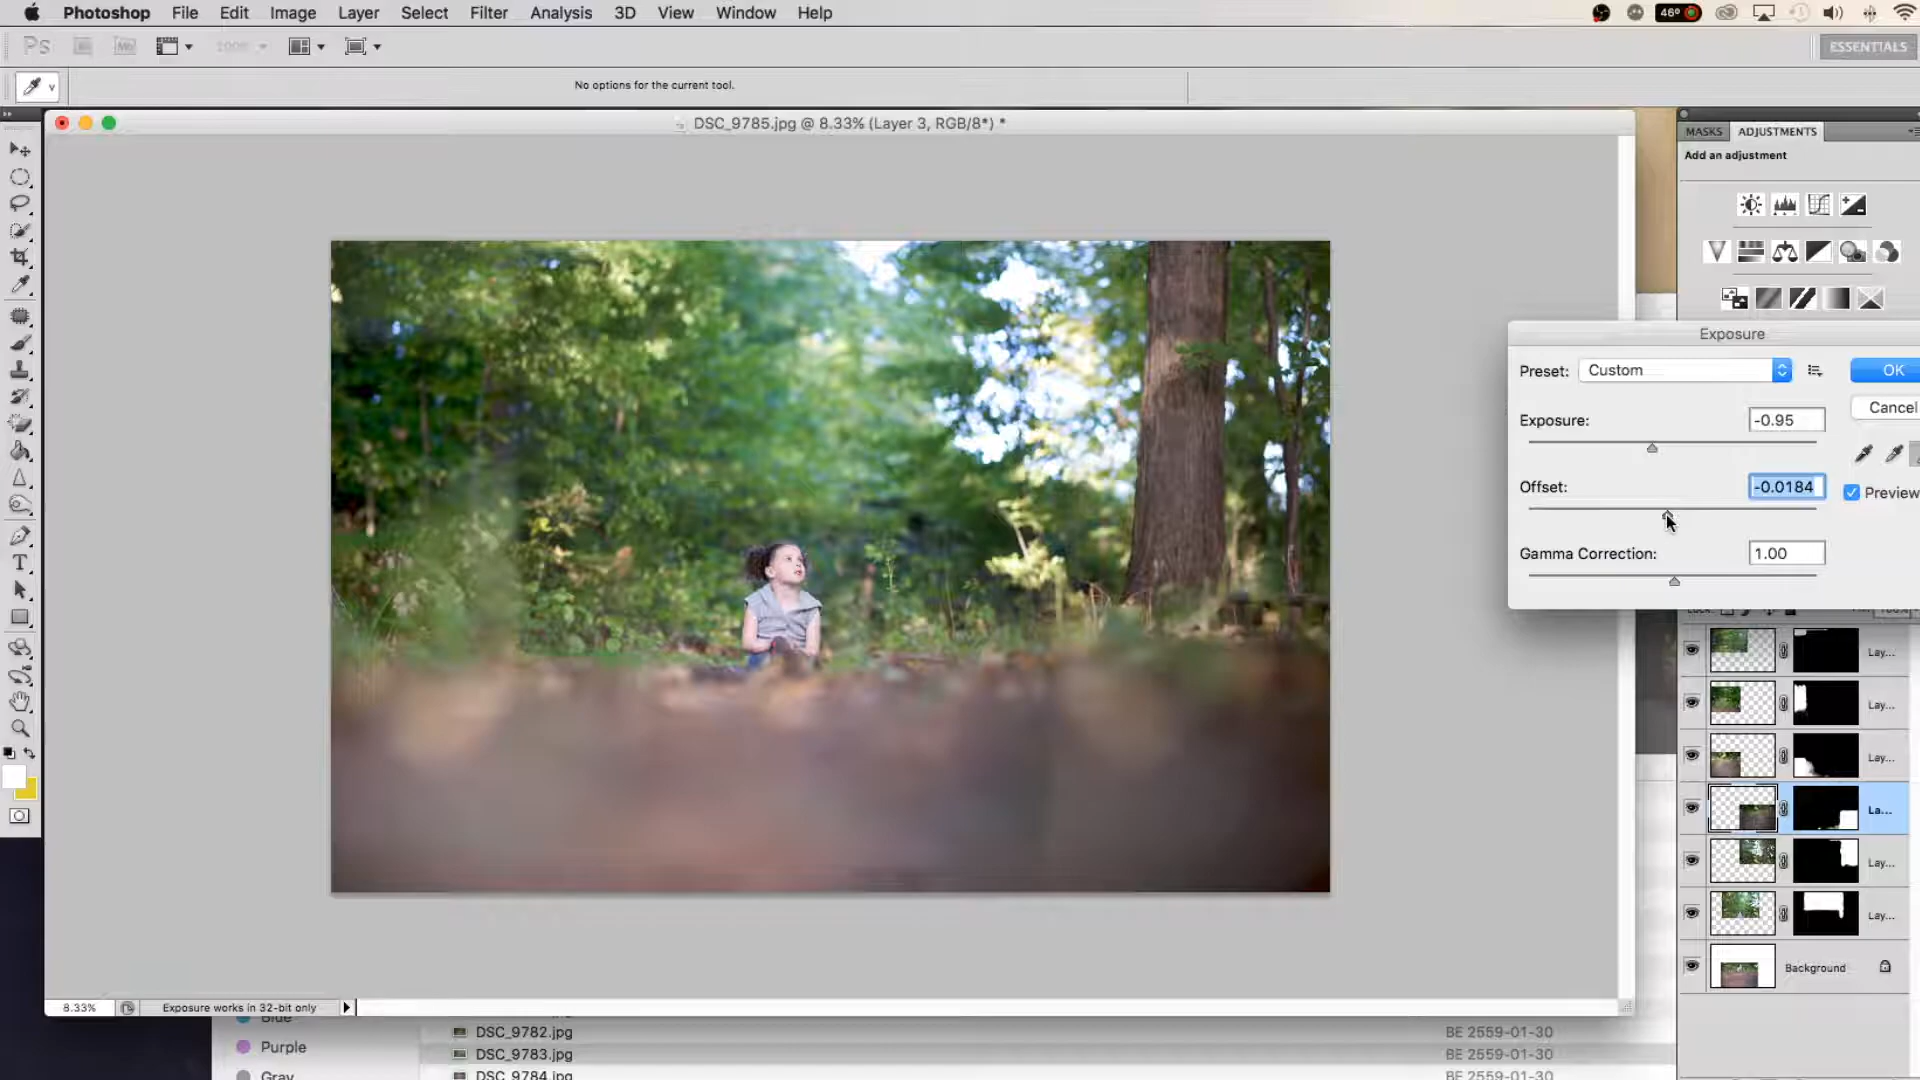 Photoshop File Edit Image Layer Select Filter Analysis 3D View Window Help 46°
Ps Mb 100% ESSENTIALS
No options for the current tool.
DSC_9785.jpg @ 8.33% (Layer 3, RGB/8*) *
MASKS ADJUSTMENTS
Add an adjustment
Exposure
Preset: Custom OK
Exposure: -0.95 Cancel
Offset: -0.0184 Preview
Gamma Correction: 1.00
Lay...
Lay...
Lay...
La...
Lay...
Lay...
Background
8.33% Exposure works in 32-bit only
Blue
DSC_9782.jpg BE 2559-01-30
Purple
DSC_9783.jpg BE 2559-01-30
Gray
DSC_9784.jpg BE 2559-01-30